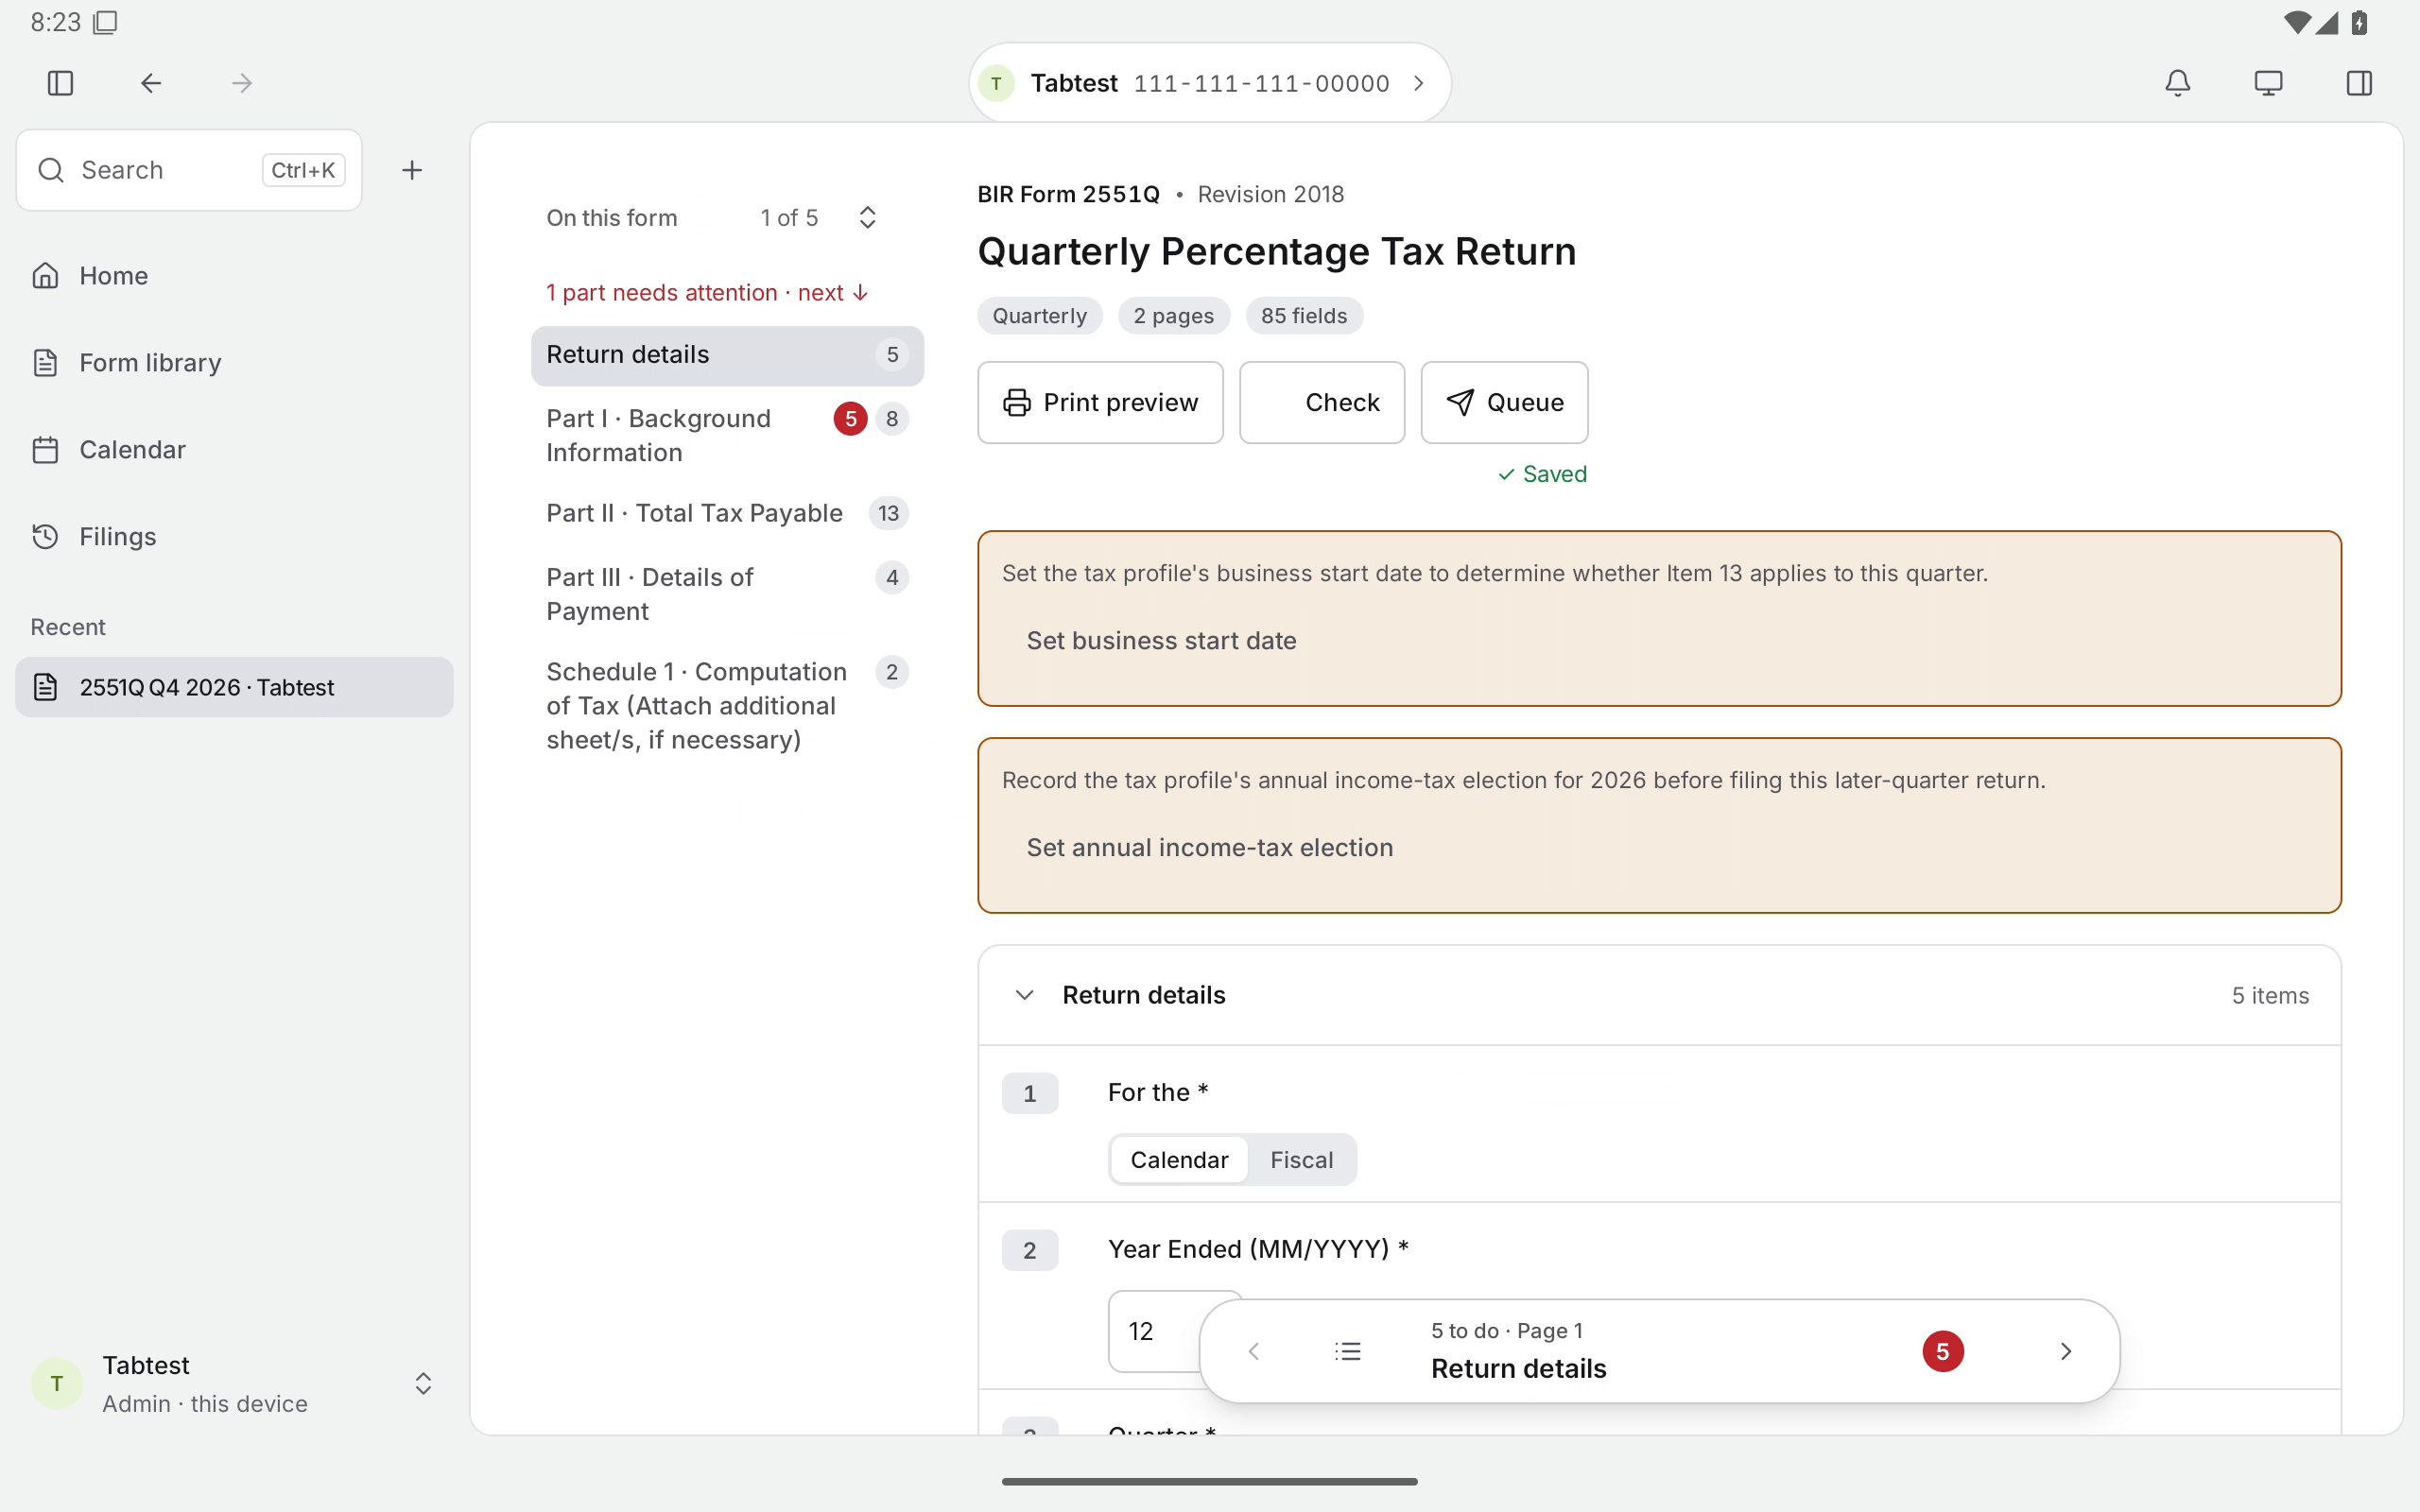 8:23
T Tabtest 111-111-111-00000
Search Ctrl+K
Home
Form library
Calendar
Filings
Recent
2551Q Q4 2026 · Tabtest
T Tabtest
Admin · this device
On this form 1 of 5
1 part needs attention · next ↓
Return details 5
Part I · Background 5 8
Information
Part II · Total Tax Payable 13
Part III · Details of 4
Payment
Schedule 1 · Computation 2
of Tax (Attach additional
sheet/s, if necessary)
BIR Form 2551Q • Revision 2018
Quarterly Percentage Tax Return
Quarterly 2 pages 85 fields
Print preview Check Queue
✓ Saved
Set the tax profile's business start date to determine whether Item 13 applies to this quarter.
Set business start date
Record the tax profile's annual income-tax election for 2026 before filing this later-quarter return.
Set annual income-tax election
Return details 5 items
1 For the *
Calendar Fiscal
2 Year Ended (MM/YYYY) *
12
5 to do · Page 1
Return details 5
3 Quarter *